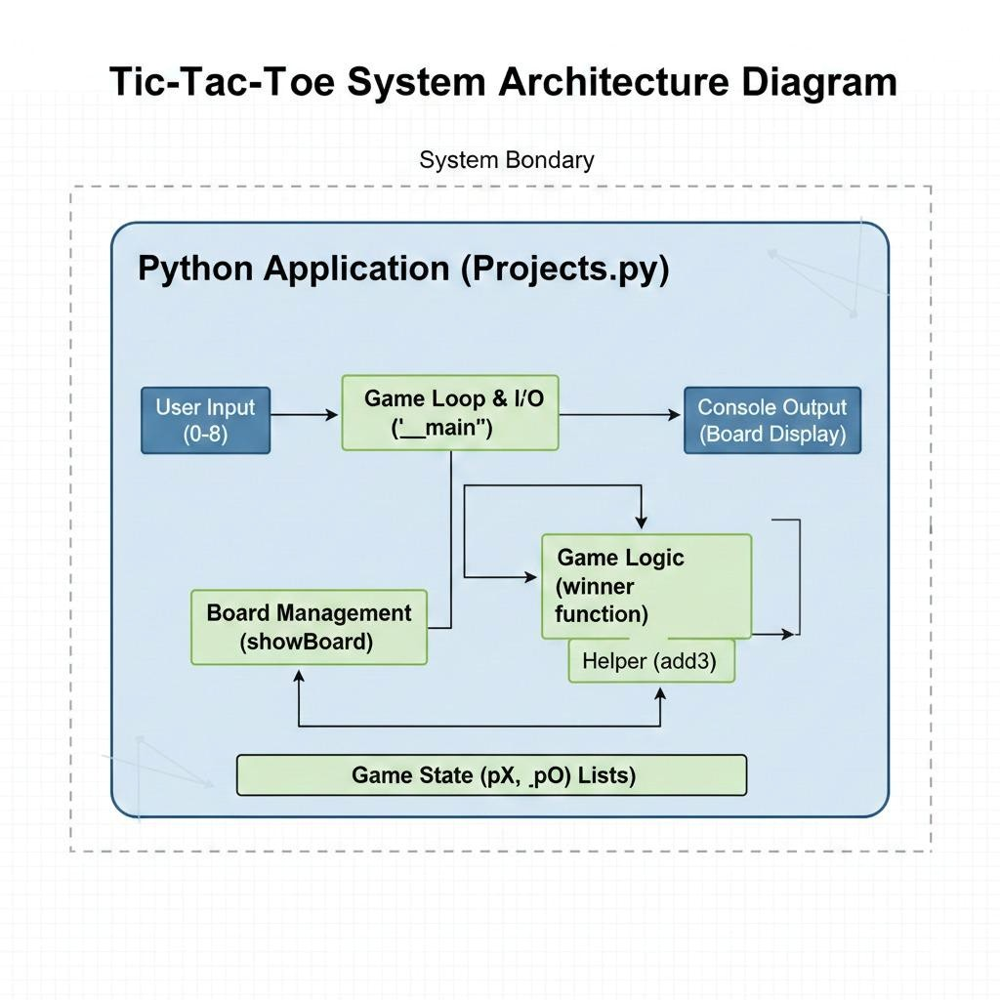 Tic-Tac-Toe System Architecture Diagram
System Bondary
Python Application (Projects.py)
User Input
(0-8)
Game Loop & I/O
('__main")
Console Output
(Board Display)
Game Logic
(winner
function)
Board Management
(showBoard)
Helper (add3)
Game State (pX, _pO) Lists)